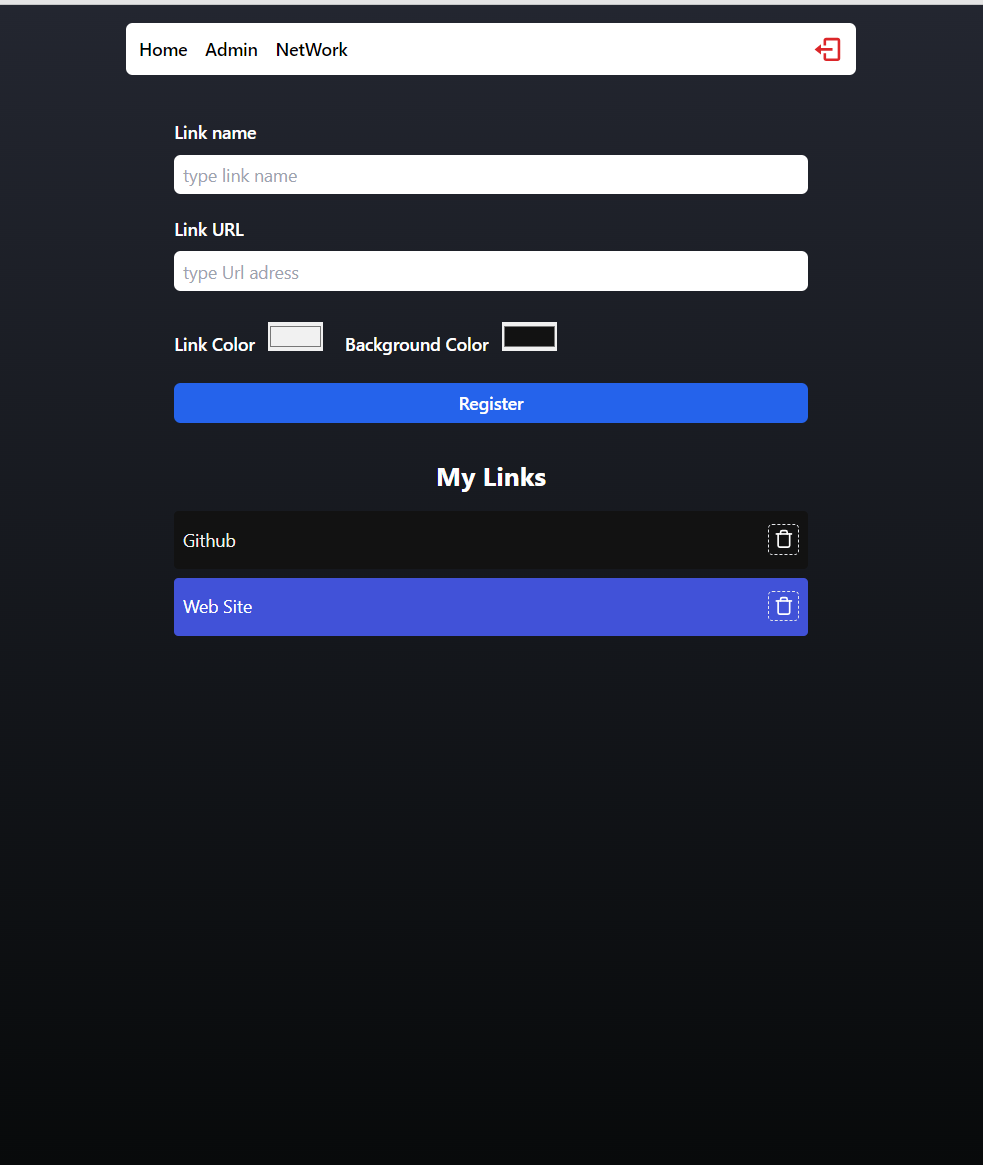 Home Admin NetWork
Link name
type link name
Link URL
type Url adress
Link Color Background Color
Register
My Links
Github
Web Site